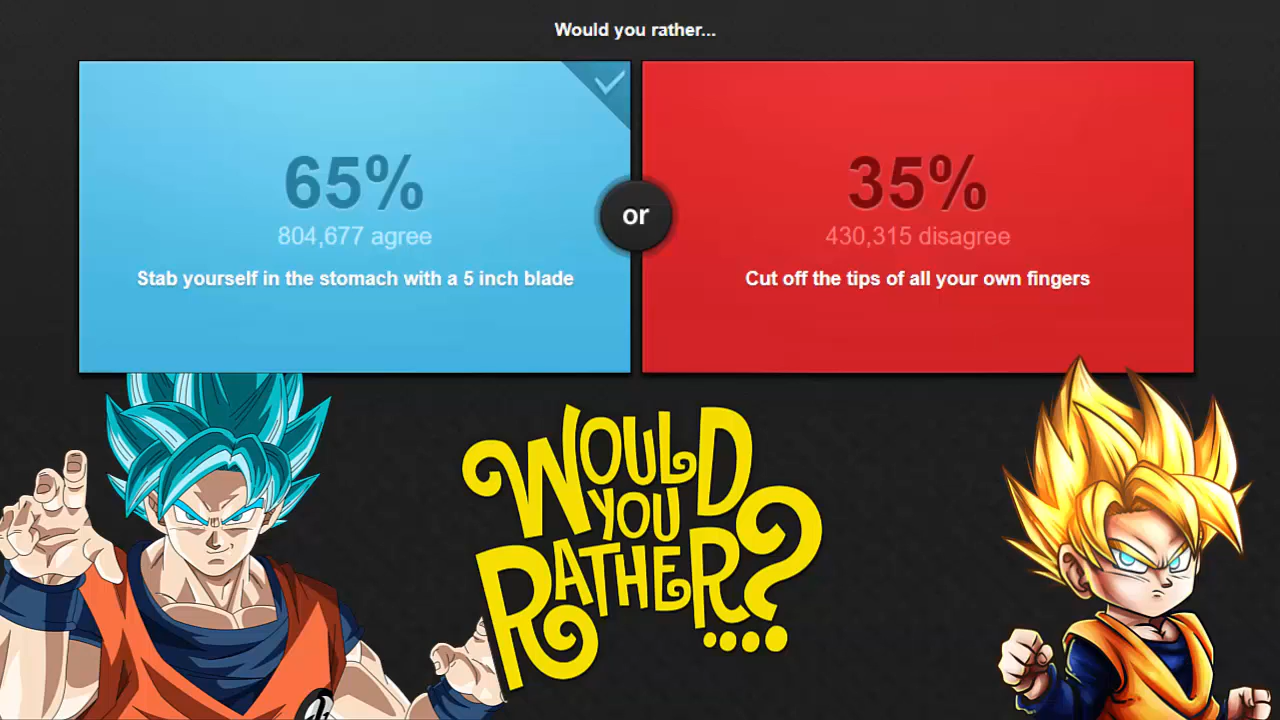 Would you rather...
65%
804,677 agree
Stab yourself in the stomach with a 5 inch blade
or
35%
430,315 disagree
Cut off the tips of all your own fingers
WOULD
YOU
RATHER?....